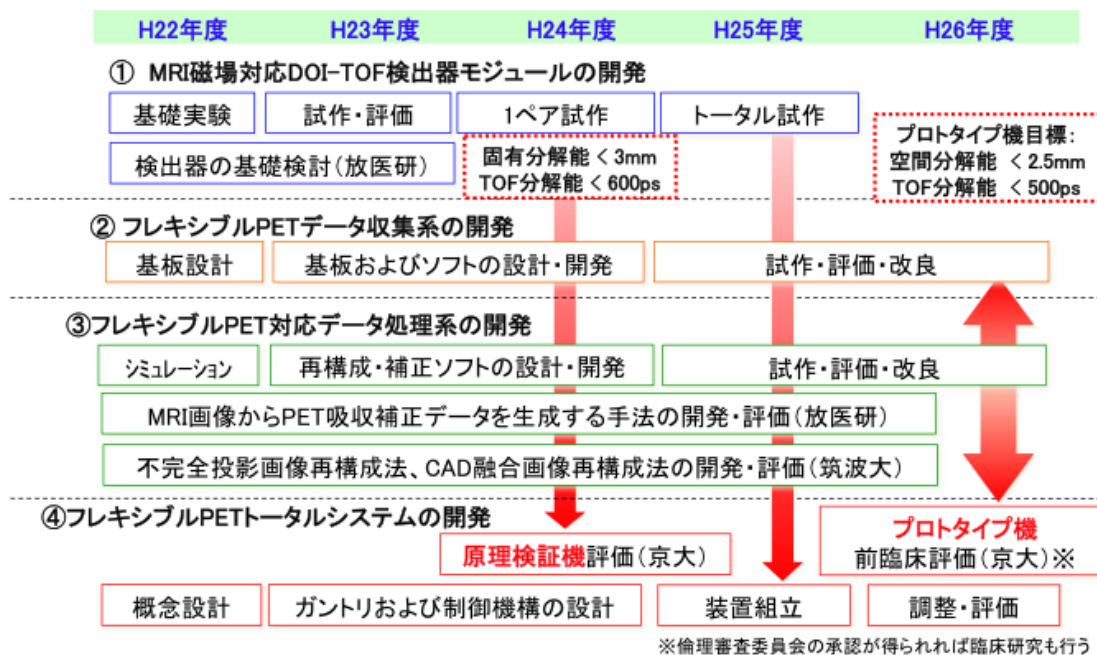 H22年度 H23年度 H24年度 H25年度 H26年度
① MRI磁場対応DOI-TOF検出器モジュールの開発
基礎実験 試作・評価 1ペア試作 トータル試作
検出器の基礎検討(放医研)
固有分解能 < 3mm
TOF分解能 < 600ps
プロトタイプ機目標:
空間分解能 < 2.5mm
TOF分解能 < 500ps
② フレキシブルPETデータ収集系の開発
基板設計 基板およびソフトの設計・開発 試作・評価・改良
③フレキシブルPET対応データ処理系の開発
シミュレーション 再構成・補正ソフトの設計・開発 試作・評価・改良
MRI画像からPET吸収補正データを生成する手法の開発・評価(放医研)
不完全投影画像再構成法、CAD融合画像再構成法の開発・評価(筑波大)
④フレキシブルPETトータルシステムの開発
原理検証機評価(京大)
プロトタイプ機
前臨床評価(京大)※
概念設計 ガントリおよび制御機構の設計 装置組立 調整・評価
※倫理審査委員会の承認が得られれば臨床研究も行う